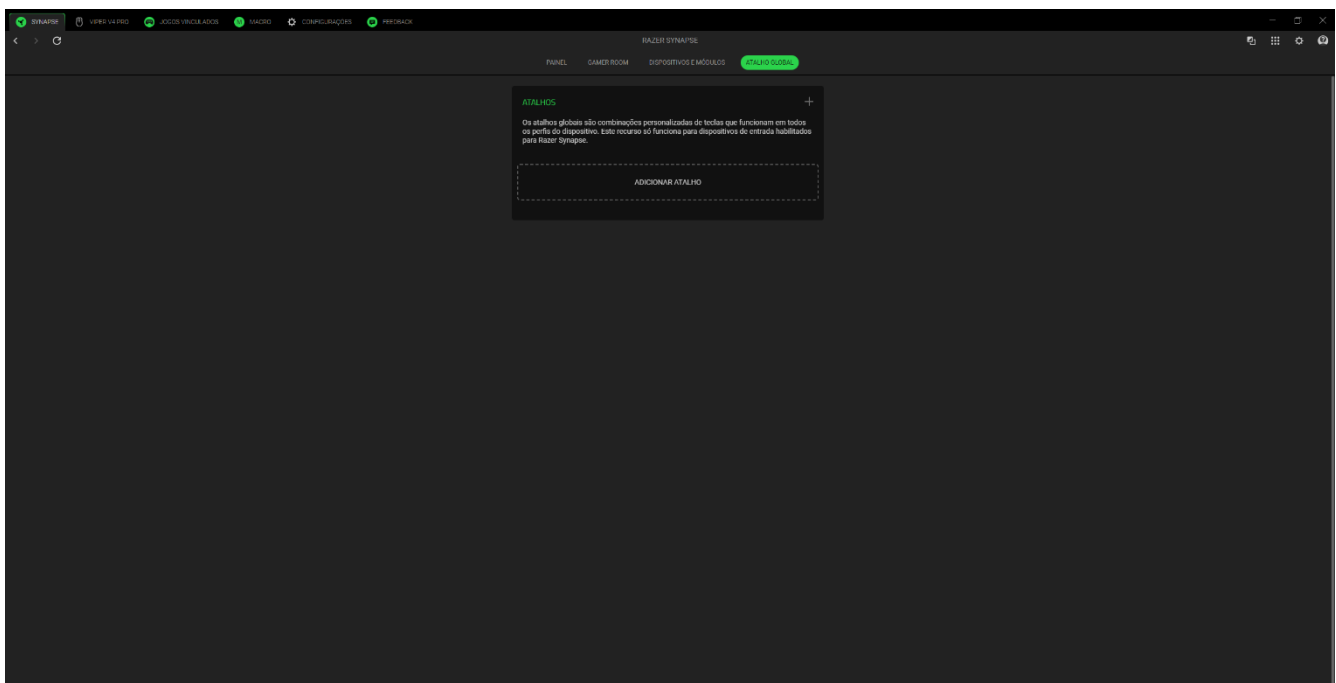 SYNAPSE VIPER V4 PRO JOGOS VINCULADOS MACRO CONFIGURAÇÕES FEEDBACK
RAZER SYNAPSE
PAINEL GAMER ROOM DISPOSITIVOS E MÓDULOS ATALHO GLOBAL
ATALHOS
Os atalhos globais são combinações personalizadas de teclas que funcionam em todos
os perfis do dispositivo. Este recurso só funciona para dispositivos de entrada habilitados
para Razer Synapse.
ADICIONAR ATALHO